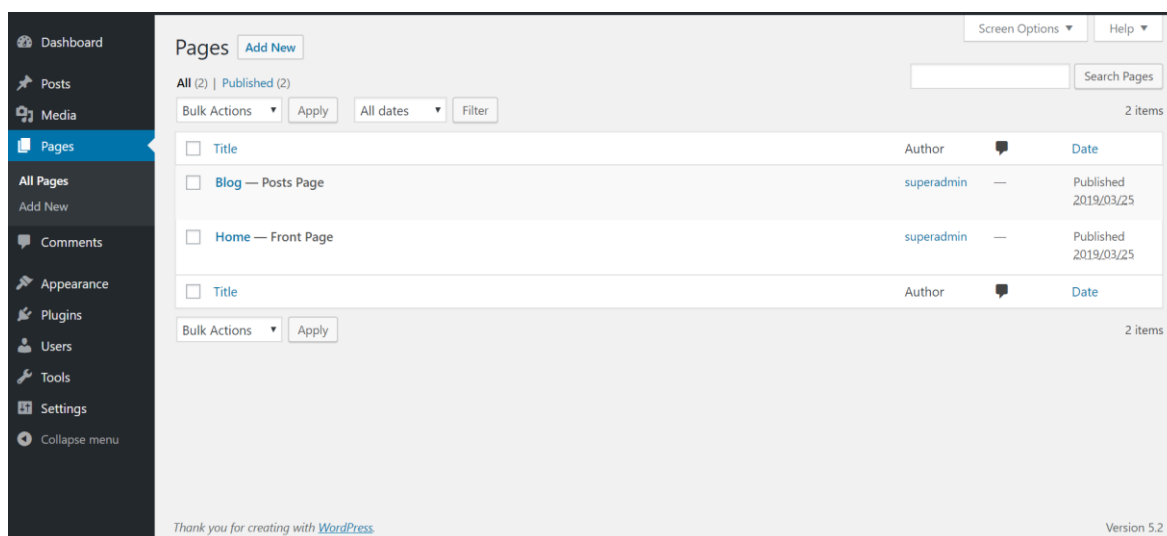 Dashboard
Posts
Media
Pages
All Pages
Add New
Comments
Appearance
Plugins
Users
Tools
Settings
Collapse menu
Screen Options ▼ Help ▼
Pages Add New
All (2) | Published (2)
Search Pages
Bulk Actions ▼ Apply All dates ▼ Filter 2 items
Title Author Date
Blog — Posts Page superadmin — Published
2019/03/25
Home — Front Page superadmin — Published
2019/03/25
Title Author Date
Bulk Actions ▼ Apply 2 items
Thank you for creating with WordPress. Version 5.2